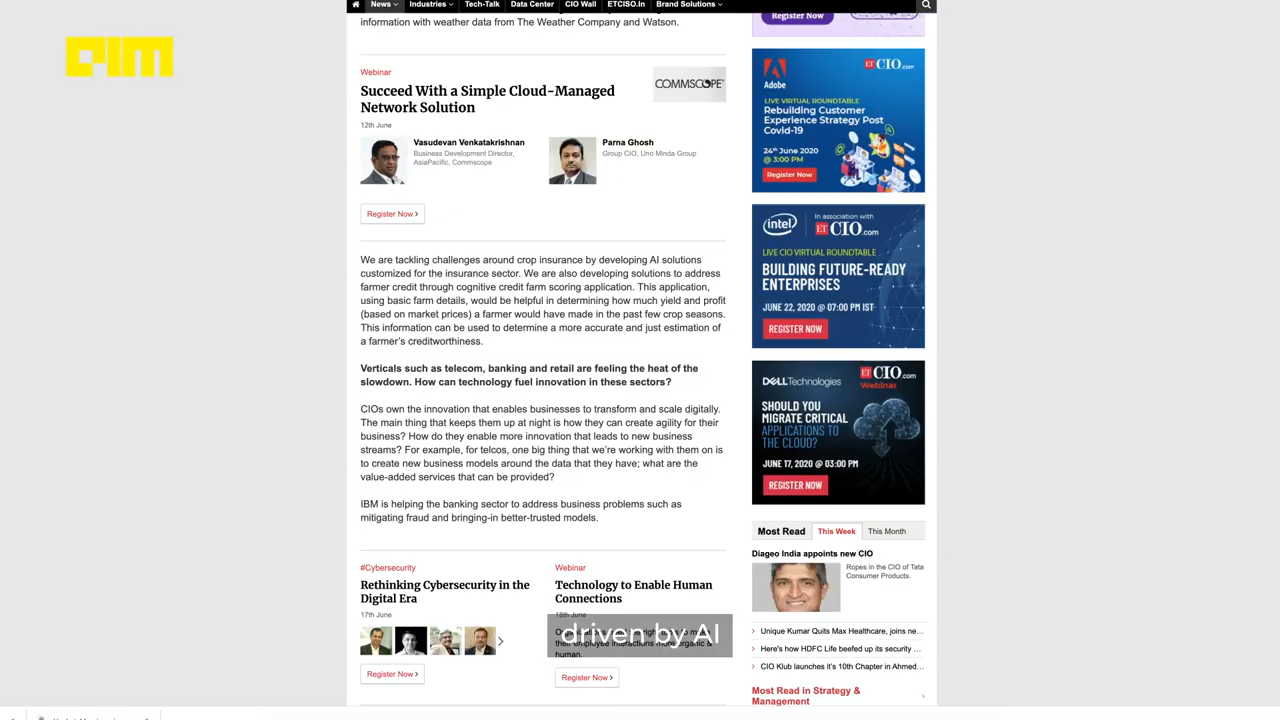 News
Industries
Tech-Talk
Data Center
CIO Wall
ETCISO.In
Brand Solutions
information with weather data from The Weather Company and Watson.
Register Now
AIM
Webinar
Succeed With a Simple Cloud-Managed
Network Solution
12th June
COMMSCOPE
Vasudevan Venkatakrishnan
Business Development Director,
AsiaPacific, Commscope
Parna Ghosh
Group CIO, Uno Minda Group
Register Now
We are tackling challenges around crop insurance by developing AI solutions
customized for the insurance sector. We are also developing solutions to address
farmer credit through cognitive credit farm scoring application. This application,
using basic farm details, would be helpful in determining how much yield and profit
(based on market prices) a farmer would have made in the past few crop seasons.
This information can be used to determine a more accurate and just estimation of
a farmer's creditworthiness.
Verticals such as telecom, banking and retail are feeling the heat of the
slowdown. How can technology fuel innovation in these sectors?
CIOs own the innovation that enables businesses to transform and scale digitally.
The main thing that keeps them up at night is how they can create agility for their
business? How do they enable more innovation that leads to new business
streams? For example, for telcos, one big thing that we're working with them on is
to create new business models around the data that they have; what are the
value-added services that can be provided?
IBM is helping the banking sector to address business problems such as
mitigating fraud and bringing-in better-trusted models.
#Cybersecurity
Rethinking Cybersecurity in the
Digital Era
17th June
Register Now
Webinar
Technology to Enable Human
Connections
18th June
their employee interactions more organic &
human.
driven by AI
Register Now
Adobe
ET CIO.com
LIVE VIRTUAL ROUNDTABLE
Rebuilding Customer
Experience Strategy Post
Covid-19
24th June 2020
@ 3:00 PM
Register Now
intel
In association with
ET CIO.com
LIVE CIO VIRTUAL ROUNDTABLE
BUILDING FUTURE-READY
ENTERPRISES
JUNE 22, 2020 @ 07:00 PM IST
REGISTER NOW
DELLTechnologies
ET CIO.com
Webinar
SHOULD YOU
MIGRATE CRITICAL
APPLICATIONS TO
THE CLOUD?
JUNE 17, 2020 @ 03:00 PM
REGISTER NOW
Most Read
This Week
This Month
Diageo India appoints new CIO
Ropes in the CIO of Tata
Consumer Products.
Unique Kumar Quits Max Healthcare, joins ne...
Here's how HDFC Life beefed up its security ...
CIO Klub launches it's 10th Chapter in Ahmed...
Most Read in Strategy &
Management